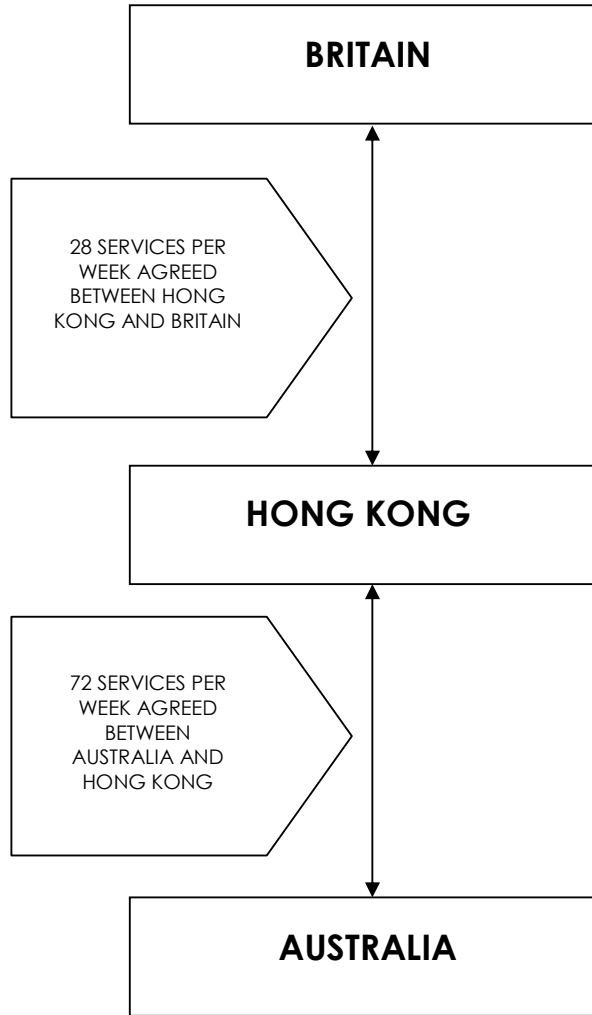 BRITAIN
28 SERVICES PER
WEEK AGREED
BETWEEN HONG
KONG AND BRITAIN
HONG KONG
72 SERVICES PER
WEEK AGREED
BETWEEN
AUSTRALIA AND
HONG KONG
AUSTRALIA